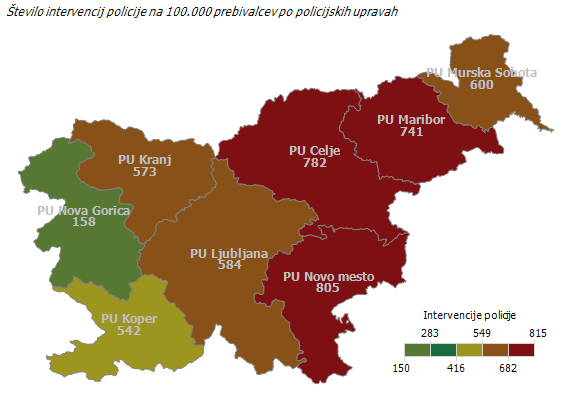 Število intervencij policije na 100.000 prebivalcev po policijskih upravah
PU Murska Sobota
600
PU Maribor
741
PU Celje
782
PU Kranj
573
PU Nova Gorica
158
PU Ljubljana
584
PU Novo mesto
805
PU Koper
542
Intervencije policije
283 549 815
150 416 682